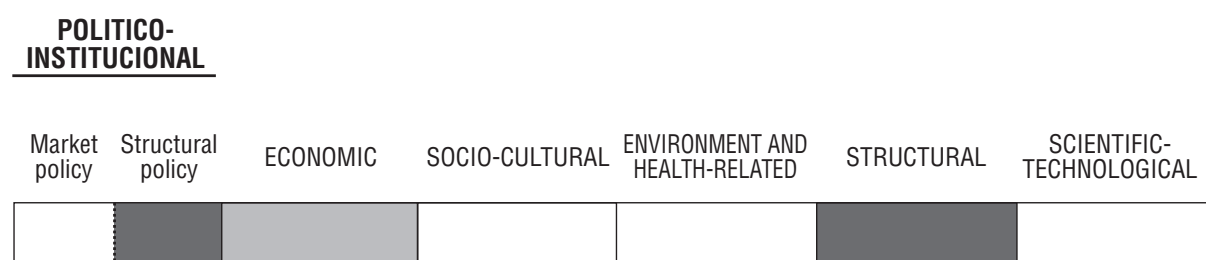 POLITICO-
INSTITUCIONAL
Market policy
Structural policy
ECONOMIC
SOCIO-CULTURAL
ENVIRONMENT AND
HEALTH-RELATED
STRUCTURAL
SCIENTIFIC-
TECHNOLOGICAL